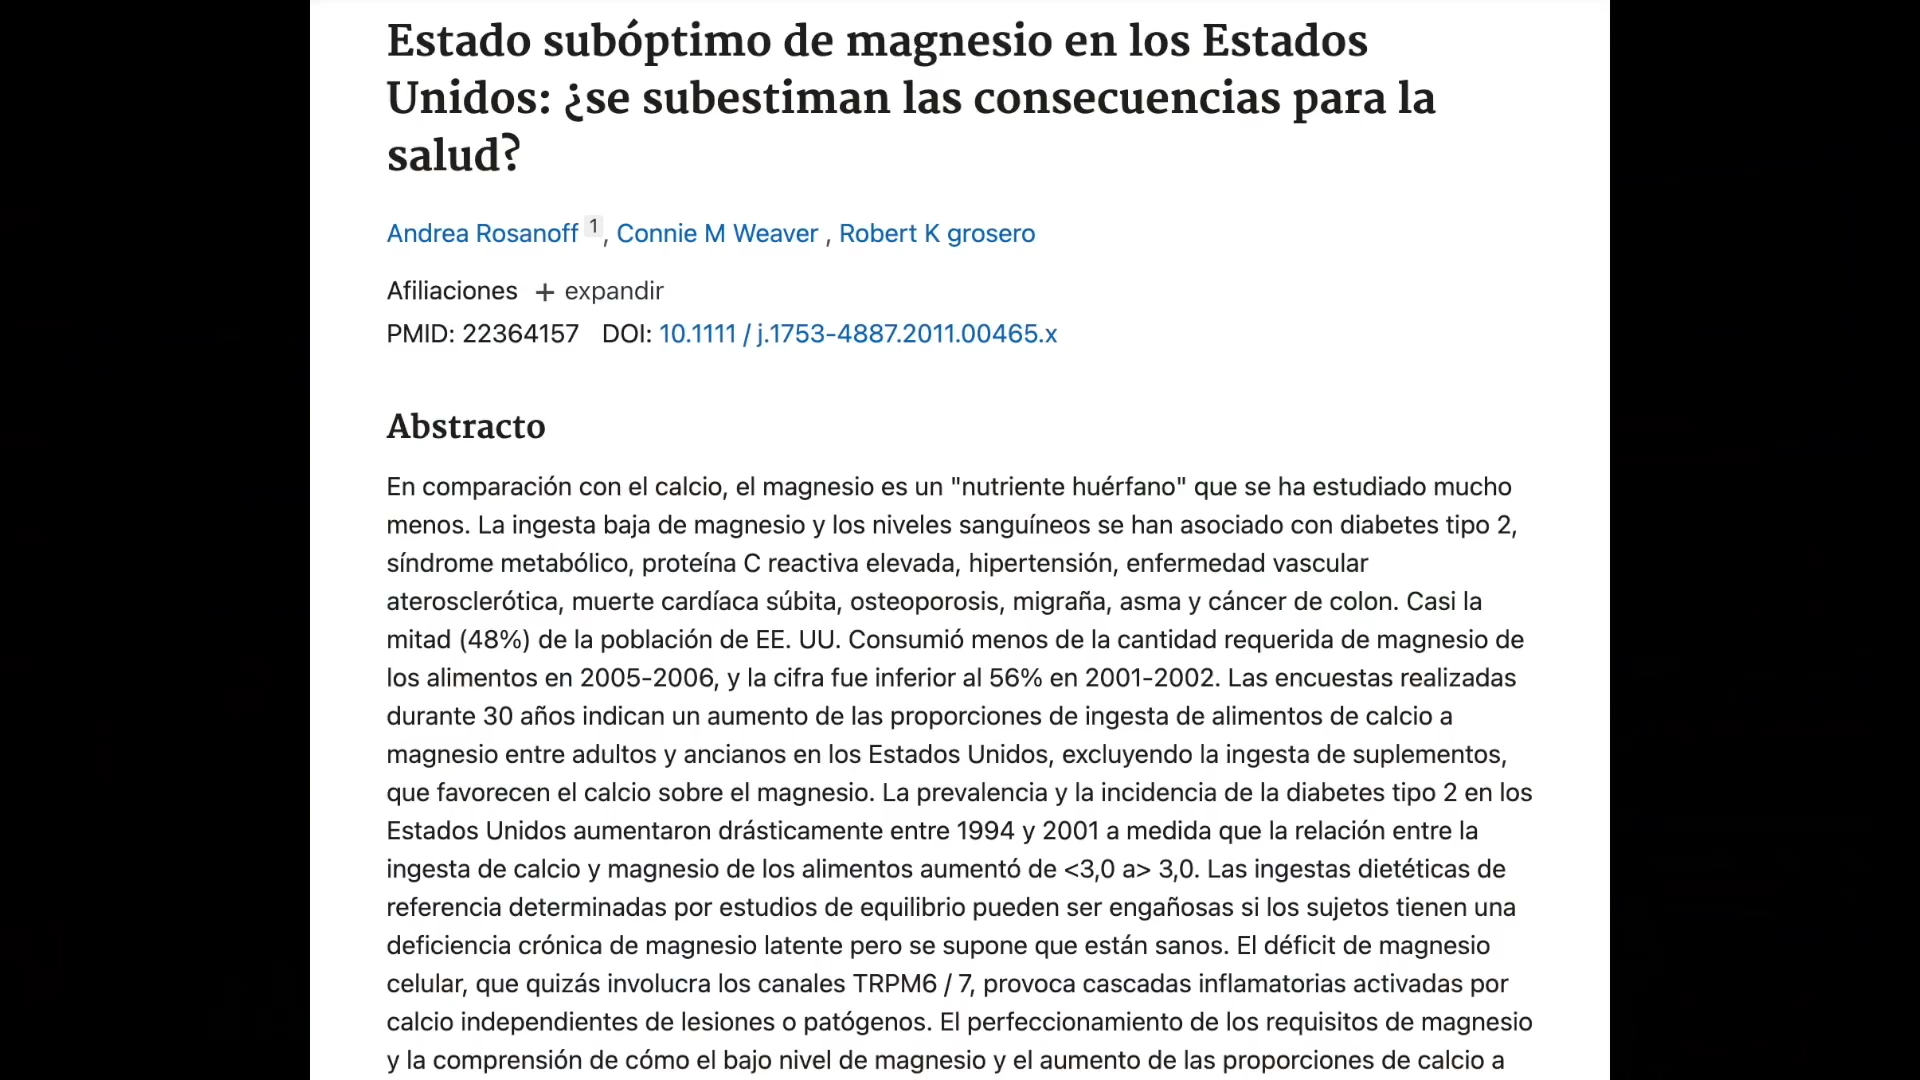 Estado subóptimo de magnesio en los Estados
Unidos: ¿se subestiman las consecuencias para la
salud?
Andrea Rosanoff 1 , Connie M Weaver , Robert K grosero
Afiliaciones + expandir
PMID: 22364157 DOI: 10.1111 / j.1753-4887.2011.00465.x
Abstracto
En comparación con el calcio, el magnesio es un "nutriente huérfano" que se ha estudiado mucho
menos. La ingesta baja de magnesio y los niveles sanguíneos se han asociado con diabetes tipo 2,
síndrome metabólico, proteína C reactiva elevada, hipertensión, enfermedad vascular
aterosclerótica, muerte cardíaca súbita, osteoporosis, migraña, asma y cáncer de colon. Casi la
mitad (48%) de la población de EE. UU. Consumió menos de la cantidad requerida de magnesio de
los alimentos en 2005-2006, y la cifra fue inferior al 56% en 2001-2002. Las encuestas realizadas
durante 30 años indican un aumento de las proporciones de ingesta de alimentos de calcio a
magnesio entre adultos y ancianos en los Estados Unidos, excluyendo la ingesta de suplementos,
que favorecen el calcio sobre el magnesio. La prevalencia y la incidencia de la diabetes tipo 2 en los
Estados Unidos aumentaron drásticamente entre 1994 y 2001 a medida que la relación entre la
ingesta de calcio y magnesio de los alimentos aumentó de <3,0 a> 3,0. Las ingestas dietéticas de
referencia determinadas por estudios de equilibrio pueden ser engañosas si los sujetos tienen una
deficiencia crónica de magnesio latente pero se supone que están sanos. El déficit de magnesio
celular, que quizás involucra los canales TRPM6 / 7, provoca cascadas inflamatorias activadas por
calcio independientes de lesiones o patógenos. El perfeccionamiento de los requisitos de magnesio
y la comprensión de cómo el bajo nivel de magnesio y el aumento de las proporciones de calcio a